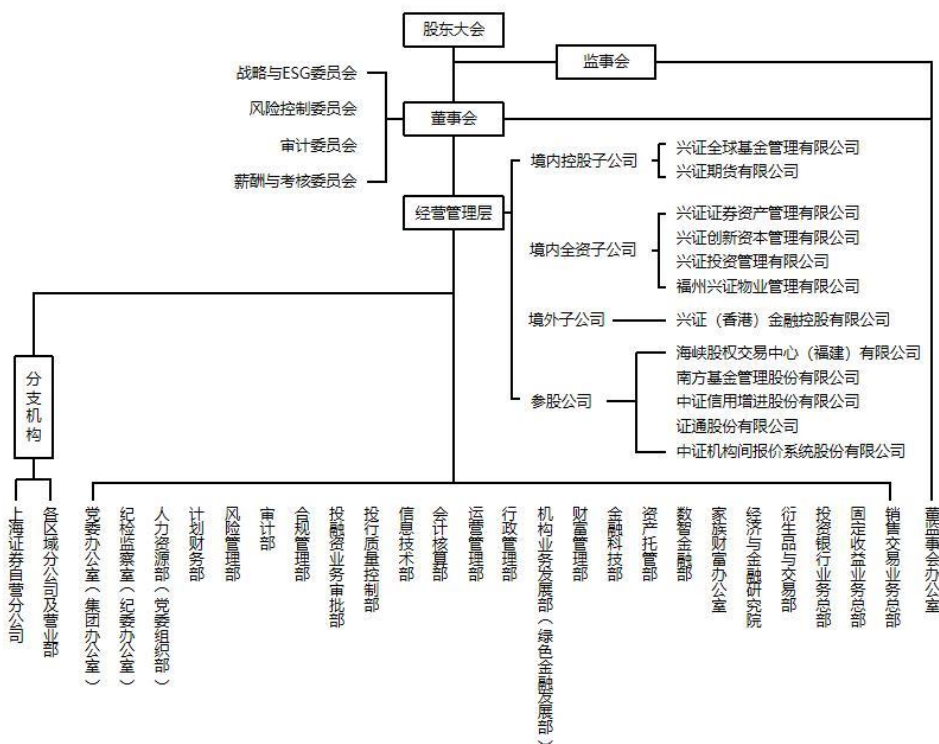 股东大会
监事会
战略与ESG委员会
风险控制委员会
董事会
审计委员会
薪酬与考核委员会
经营管理层
境内控股子公司
兴证全球基金管理有限公司
兴证期货有限公司
境内全资子公司
兴证证券资产管理有限公司
兴证创新资本管理有限公司
兴证投资管理有限公司
福州兴证物业管理有限公司
境外子公司
兴证（香港）金融控股有限公司
参股公司
海峡股权交易中心（福建）有限公司
南方基金管理股份有限公司
中证信用增进股份有限公司
证通股份有限公司
中证机构间报价系统股份有限公司
分支机构
上海证券自营分公司
各区域分公司及营业部
党委办公室（集团办公室）
纪检监察室（纪委办公室）
人力资源部（党委组织部）
计划财务部
风险管理部
审计部
合规管理部
投融资业务审批部
投行质量控制部
信息技术部
会计核算部
运营管理部
行政管理部
机构业务发展部（绿色金融发展部）
财富管理部
金融科技部
资产托管部
数智金融部
家族财富办公室
经济与金融研究院
衍生品与交易部
投资银行业务总部
固定收益业务总部
销售交易业务总部
董监事会办公室